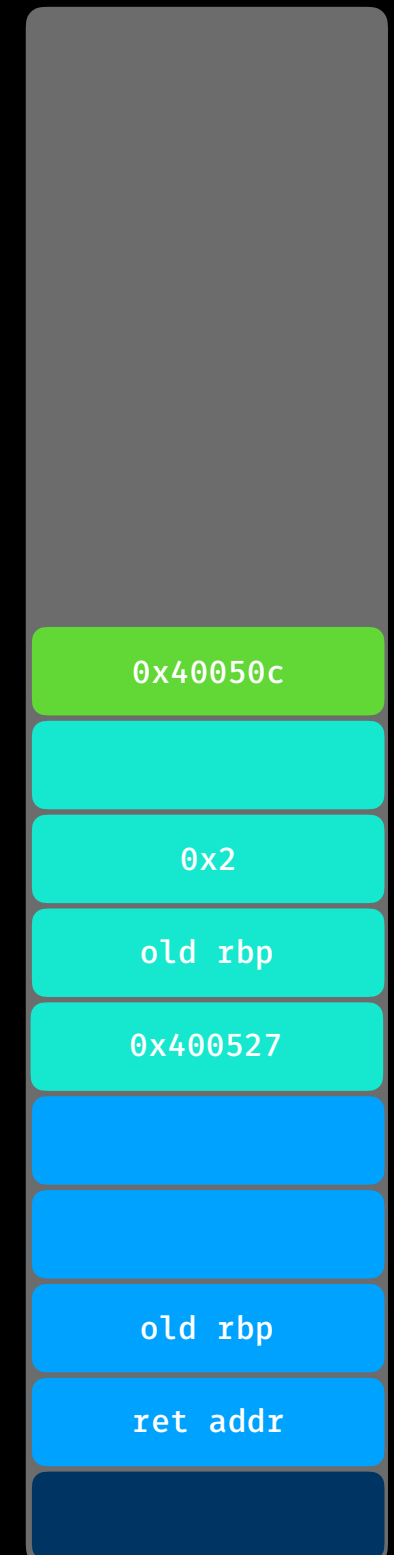 0x40050c
0x2
old rbp
0x400527
old rbp
ret addr